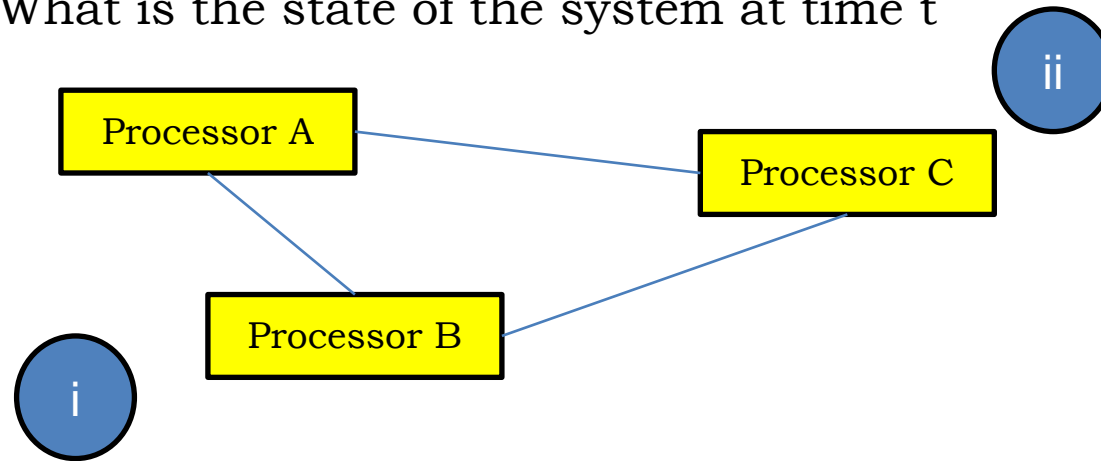 What is the state of the system at time t
ii
Processor A
Processor C
Processor B
i